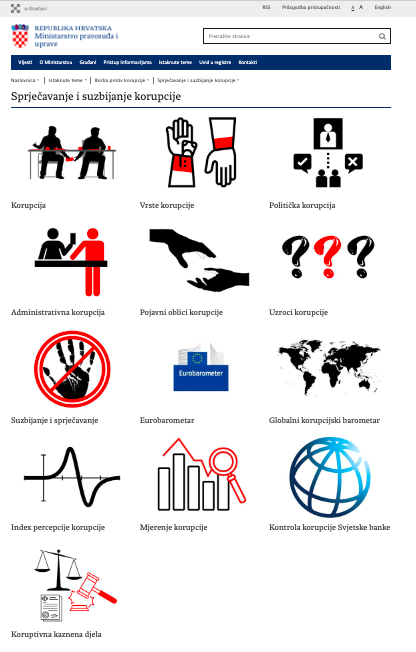 e-Građani
RSS Prilagodba pristupačnosti A A English
REPUBLIKA HRVATSKA
Ministarstvo pravosuđa i
uprave
Pretražite stranice
Vijesti O Ministarstvu Građani Pristup informacijama Istaknute teme Uvid u registre Kontakti
Naslovnica Istaknute teme Borba protiv korupcije Sprječavanje i suzbijanje korupcije
Sprječavanje i suzbijanje korupcije
Korupcija
Vrste korupcije
Politička korupcija
Administrativna korupcija
Pojavni oblici korupcije
Uzroci korupcije
Suzbijanje i sprječavanje
Eurobarometer
Eurobarometar
Globalni korupcijski barometar
Index percepcije korupcije
Mjerenje korupcije
Kontrola korupcije Svjetske banke
Koruptivna kaznena djela